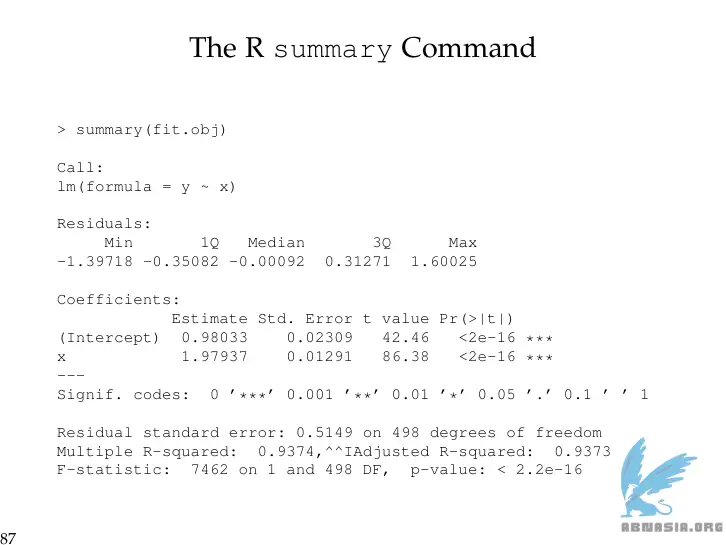 The R summary Command
> summary(fit.obj)
Call:
lm(formula = y ~ x)
Residuals:
Min 1Q Median 3Q Max
-1.39718 -0.35082 -0.00092 0.31271 1.60025
Coefficients:
Estimate Std. Error t value Pr(>|t|)
(Intercept) 0.98033 0.02309 42.46 <2e-16 ***
x 1.97937 0.01291 86.38 <2e-16 ***
---
Signif. codes: 0 '***' 0.001 '**' 0.01 '*' 0.05 '.' 0.1 ' ' 1
Residual standard error: 0.5149 on 498 degrees of freedom
Multiple R-squared: 0.9374,^^IAdjusted R-squared: 0.9373
F-statistic: 7462 on 1 and 498 DF, p-value: < 2.2e-16
ABNASIA.ORG
87